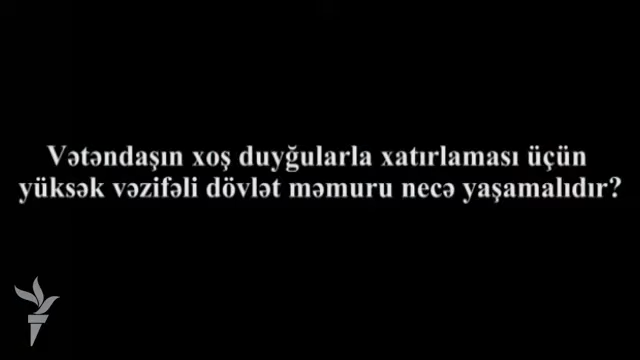 Vətəndaşın xoş duyğularla xatırlaması üçün
yüksək vəzifəli dövlət məmuru necə yaşamalıdır?